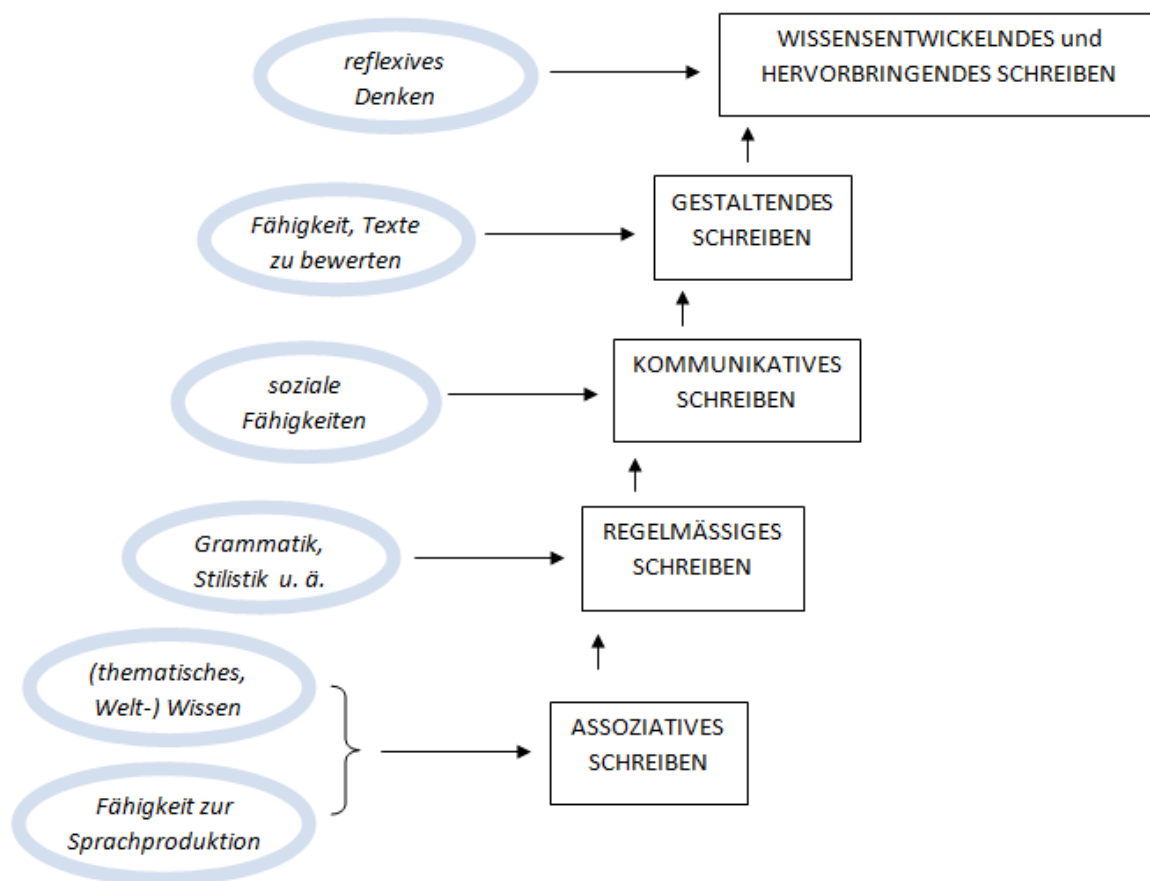 reflexives
Denken
WISSENSENTWICKELNDES und
HERVORBRINGENDES SCHREIBEN
Fähigkeit, Texte
zu bewerten
GESTALTENDES
SCHREIBEN
soziale
Fähigkeiten
KOMMUNIKATIVES
SCHREIBEN
Grammatik,
Stilistik u. ä.
REGELMÄSSIGES
SCHREIBEN
(thematisches,
Welt-) Wissen
Fähigkeit zur
Sprachproduktion
ASSOZIATIVES
SCHREIBEN